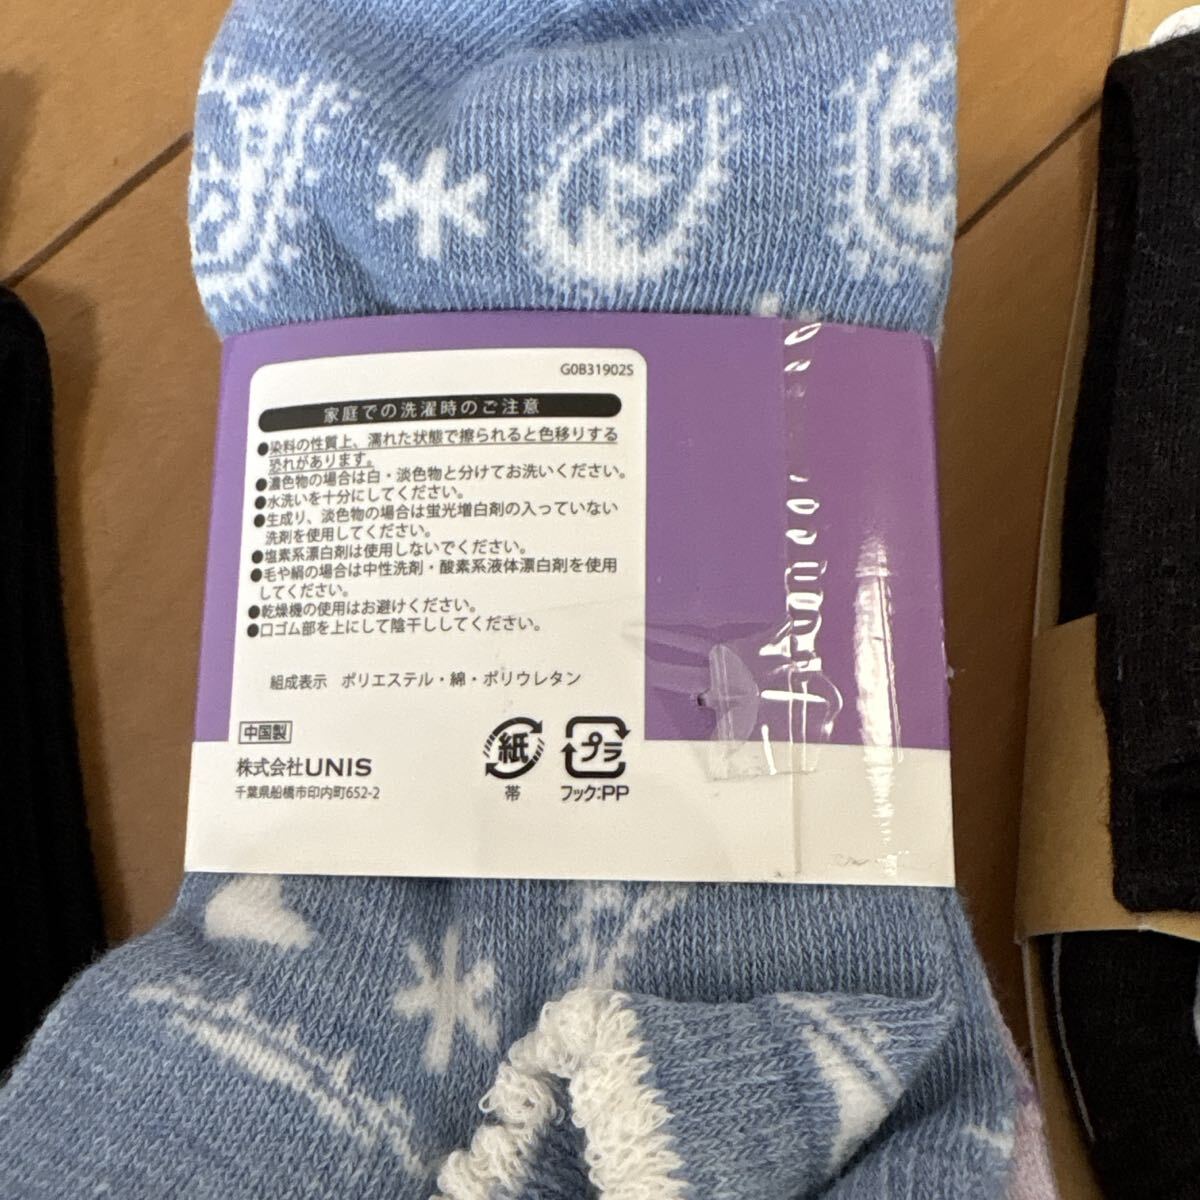 G0B31902S
家庭での洗濯時のご注意
●染料の性質上、濡れた状態で擦られると色移りする
恐れがあります。
●濃色物の場合は白・淡色物と分けてお洗いください。
●水洗いを十分にしてください。
●生成り、淡色物の場合は蛍光増白剤の入っていない
洗剤を使用してください。
●塩素系漂白剤は使用しないでください。
●毛や絹の場合は中性洗剤・酸素系液体漂白剤を使用
してください。
●乾燥機の使用はお避けください。
●口ゴム部を上にして陰干ししてください。
組成表示 ポリエステル・綿・ポリウレタン
中国製
株式会社UNIS
千葉県船橋市印内町652-2
紙
帯
プラ
フック:PP